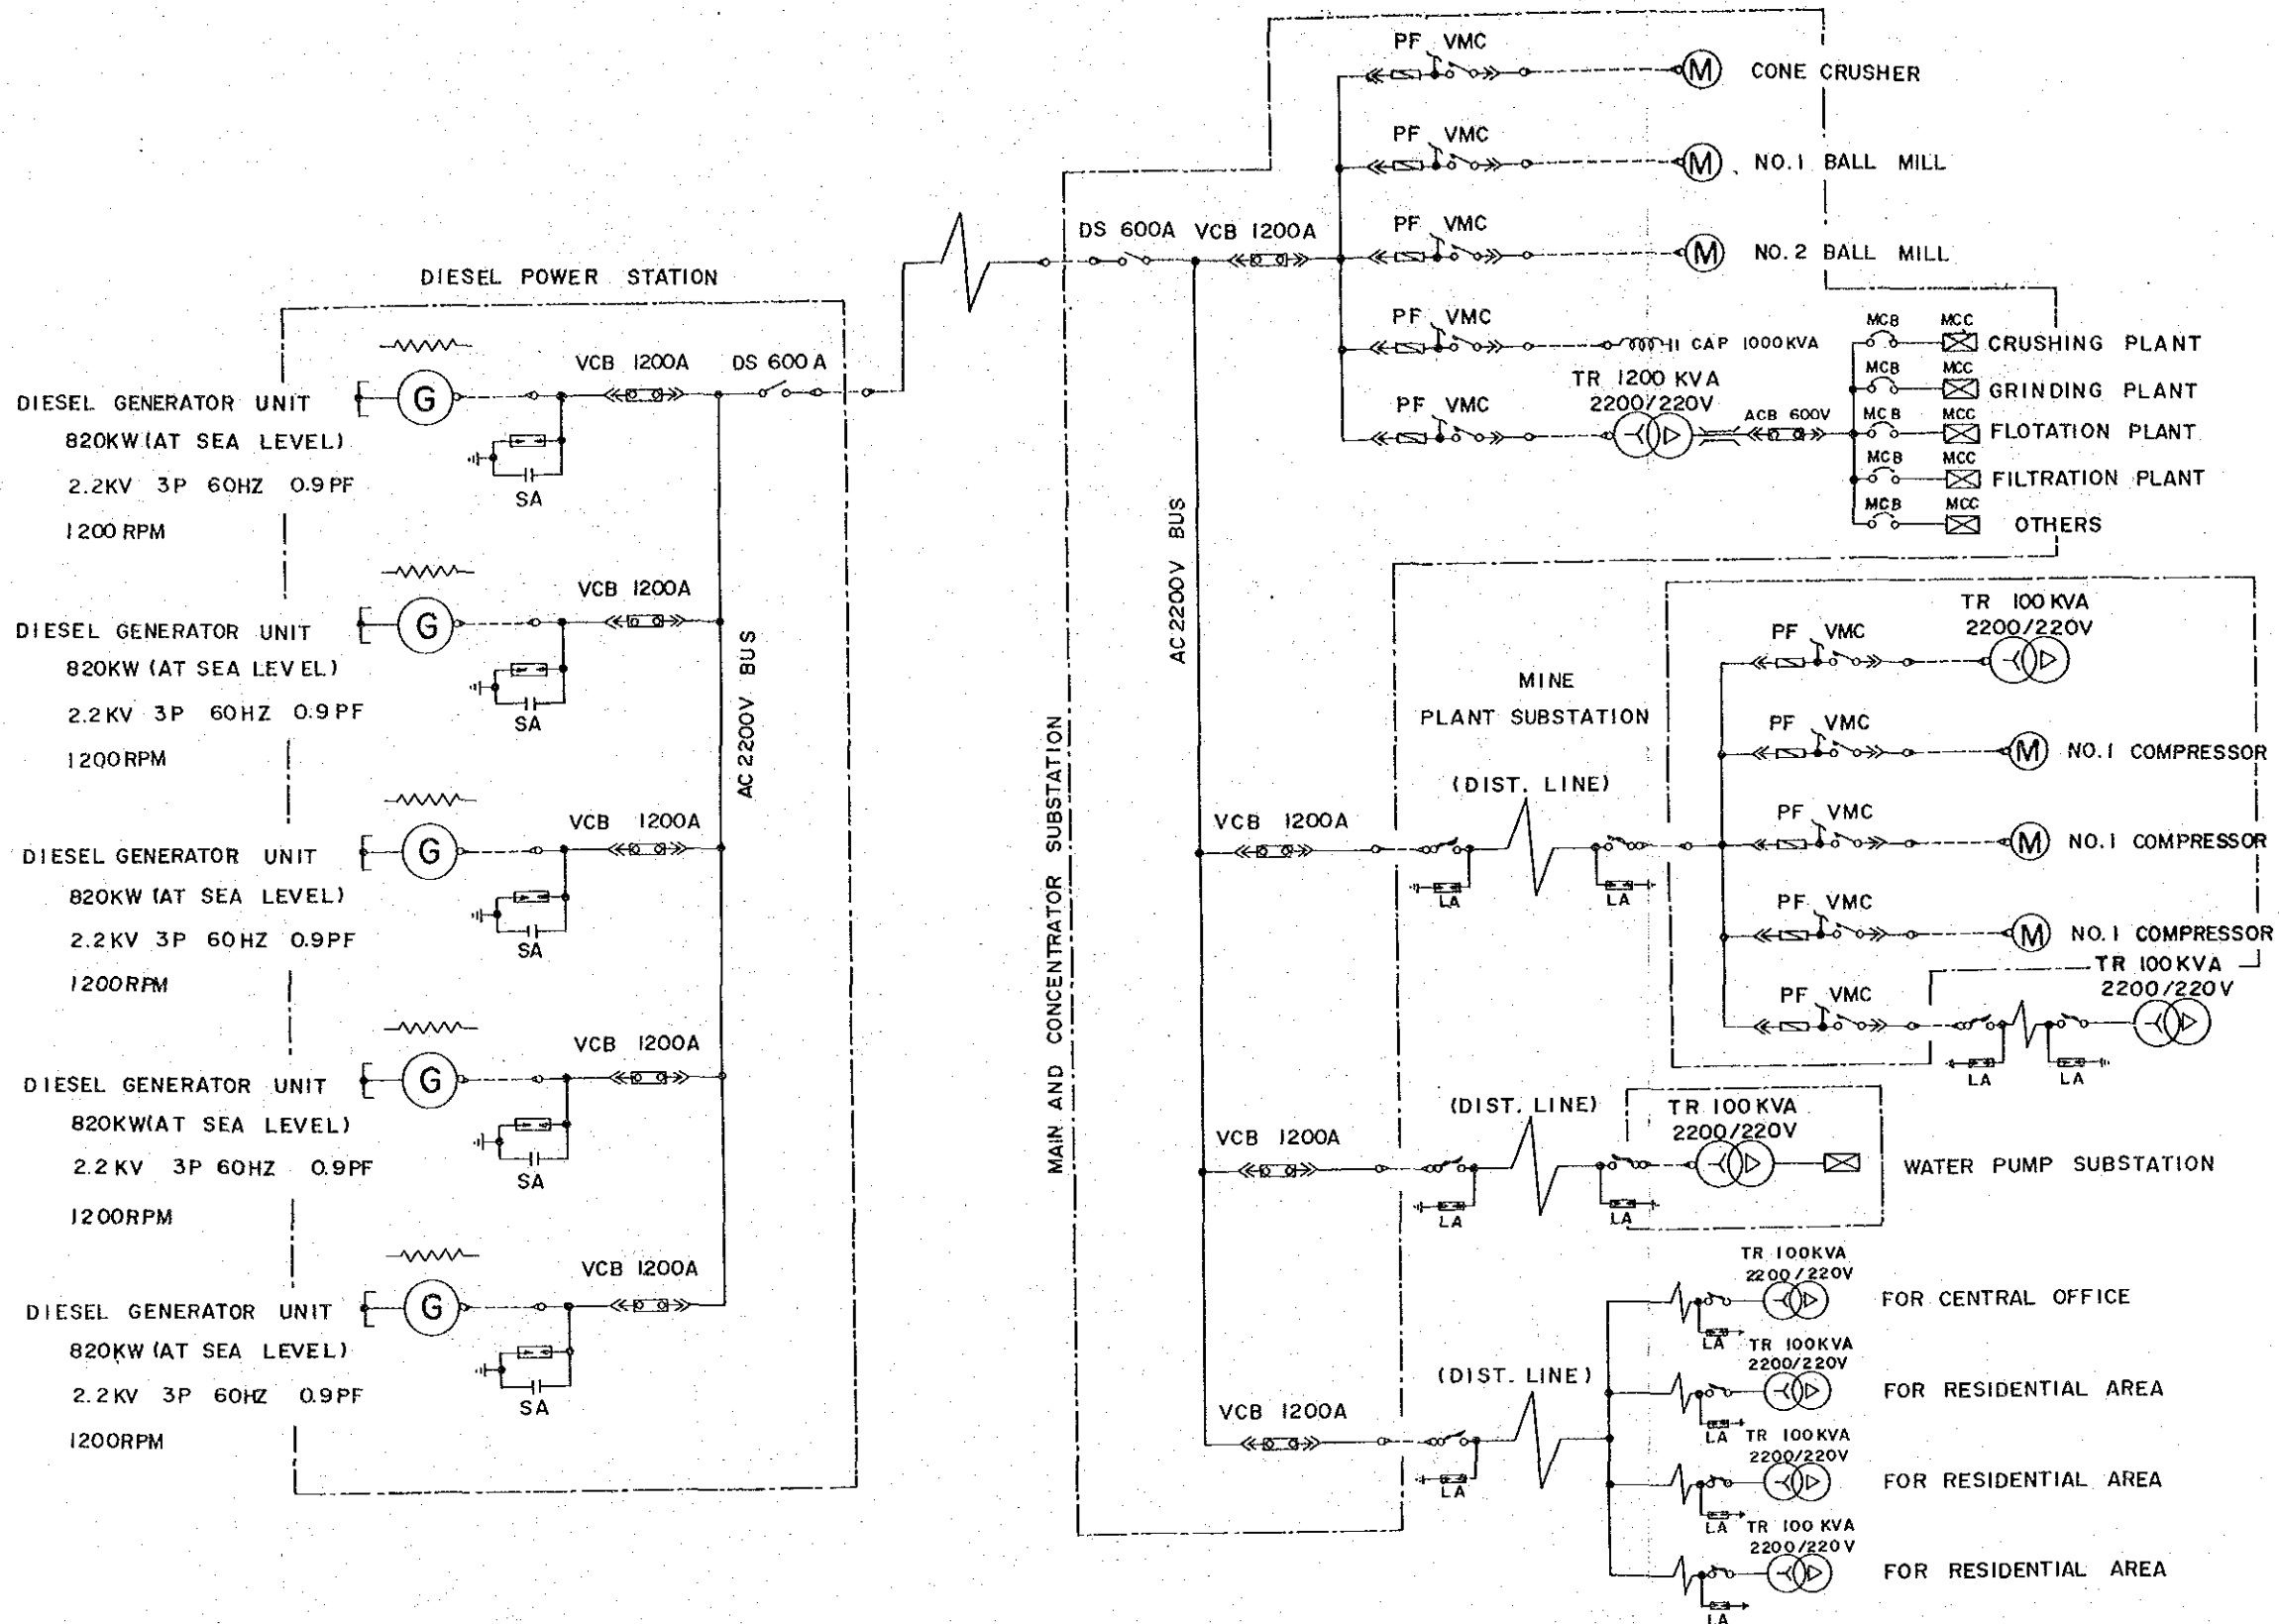 DIESEL POWER STATION
VCB 1200A
DS 600A
G
DIESEL GENERATOR UNIT
820KW (AT SEA LEVEL)
2.2KV 3P 60HZ 0.9PF
1200RPM
SA
VCB 1200A
G
DIESEL GENERATOR UNIT
820KW (AT SEA LEVEL)
2.2KV 3P 60HZ 0.9PF
1200RPM
SA
AC2200V BUS
VCB 1200A
G
DIESEL GENERATOR UNIT
820KW (AT SEA LEVEL)
2.2KV 3P 60HZ 0.9PF
1200RPM
SA
VCB 1200A
G
DIESEL GENERATOR UNIT
820KW(AT SEA LEVEL)
2.2KV 3P 60HZ 0.9PF
1200RPM
SA
VCB 1200A
G
DIESEL GENERATOR UNIT
820KW (AT SEA LEVEL)
2.2KV 3P 60HZ 0.9PF
1200RPM
SA
MAIN AND CONCENTRATOR SUBSTATION
DS 600A VCB 1200A
AC2200V BUS
PF VMC
M CONE CRUSHER
PF VMC
M NO.1 BALL MILL
PF VMC
M NO.2 BALL MILL
PF VMC
CAP 1000KVA
PF VMC
TR 1200 KVA
2200/220V
ACB 600V
MCB MCC
CRUSHING PLANT
MCB MCC
GRINDING PLANT
MCB MCC
FLOTATION PLANT
MCB MCC
FILTRATION PLANT
MCB MCC
OTHERS
MINE
PLANT SUBSTATION
VCB 1200A
(DIST. LINE)
LA
LA
PF VMC
TR 100KVA
2200/220V
PF VMC
M NO.1 COMPRESSOR
PF VMC
M NO.1 COMPRESSOR
PF VMC
M NO.1 COMPRESSOR
PF VMC
TR 100KVA
2200/220V
LA
LA
VCB 1200A
(DIST. LINE)
LA
LA
TR 100KVA
2200/220V
WATER PUMP SUBSTATION
VCB 1200A
(DIST. LINE)
LA
TR 100KVA
2200/220V
FOR CENTRAL OFFICE
LA
TR 100KVA
2200/220V
FOR RESIDENTIAL AREA
LA
TR 100KVA
2200/220V
FOR RESIDENTIAL AREA
LA
TR 100 KVA
2200/220V
FOR RESIDENTIAL AREA
LA